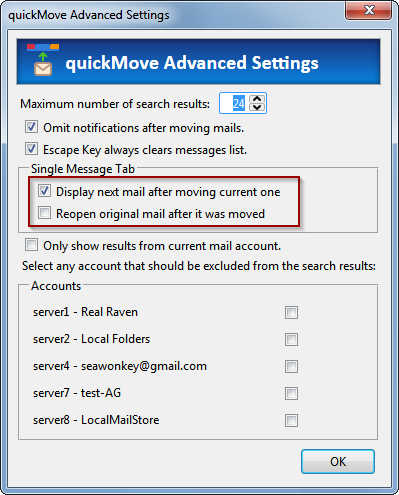 quickMove Advanced Settings
quickMove Advanced Settings
Maximum number of search results: 24
Omit notifications after moving mails.
Escape Key always clears messages list.
Single Message Tab
Display next mail after moving current one
Reopen original mail after it was moved
Only show results from current mail account.
Select any account that should be excluded from the search results:
Accounts
server1 - Real Raven
server2 - Local Folders
server4 - seawonkey@gmail.com
server7 - test-AG
server8 - LocalMailStore
OK